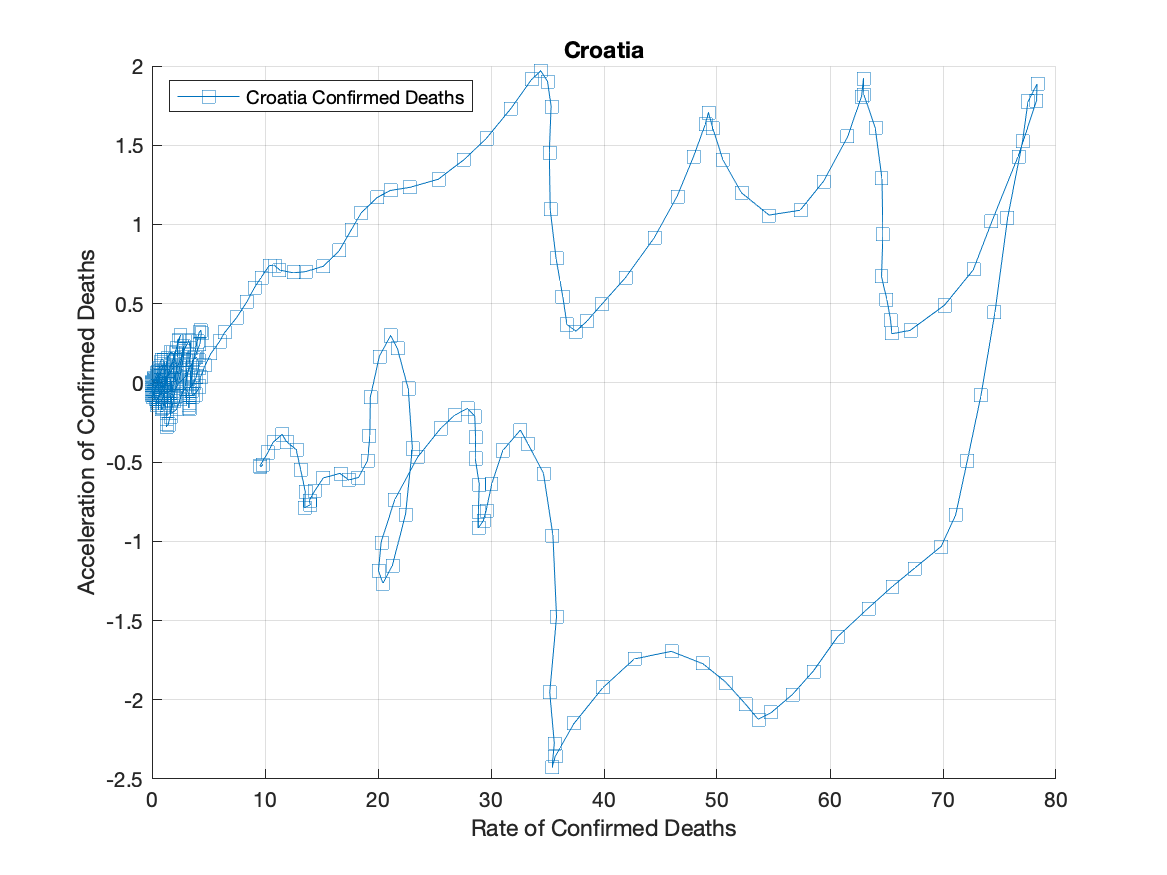 Croatia
Croatia Confirmed Deaths
2
1.5
1
0.5
0
-0.5
-1
-1.5
-2
-2.5
Acceleration of Confirmed Deaths
0 10 20 30 40 50 60 70 80
Rate of Confirmed Deaths